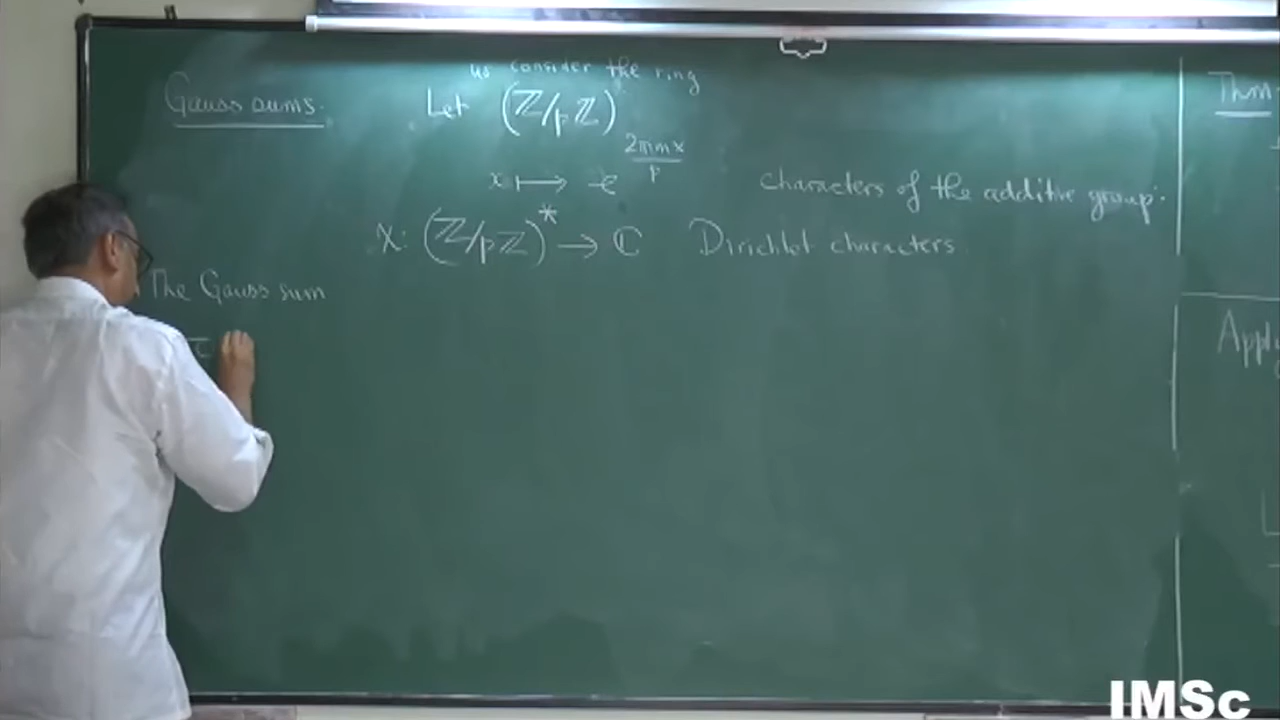 Gauss sums.
Let us consider the ring (ℤ/pℤ)
x ↦ e^{2πimx/p} characters of the additive group.
χ: (ℤ/pℤ)* → ℂ Dirichlet characters.
The Gauss sum
τ
Thm
Appli
IMSc